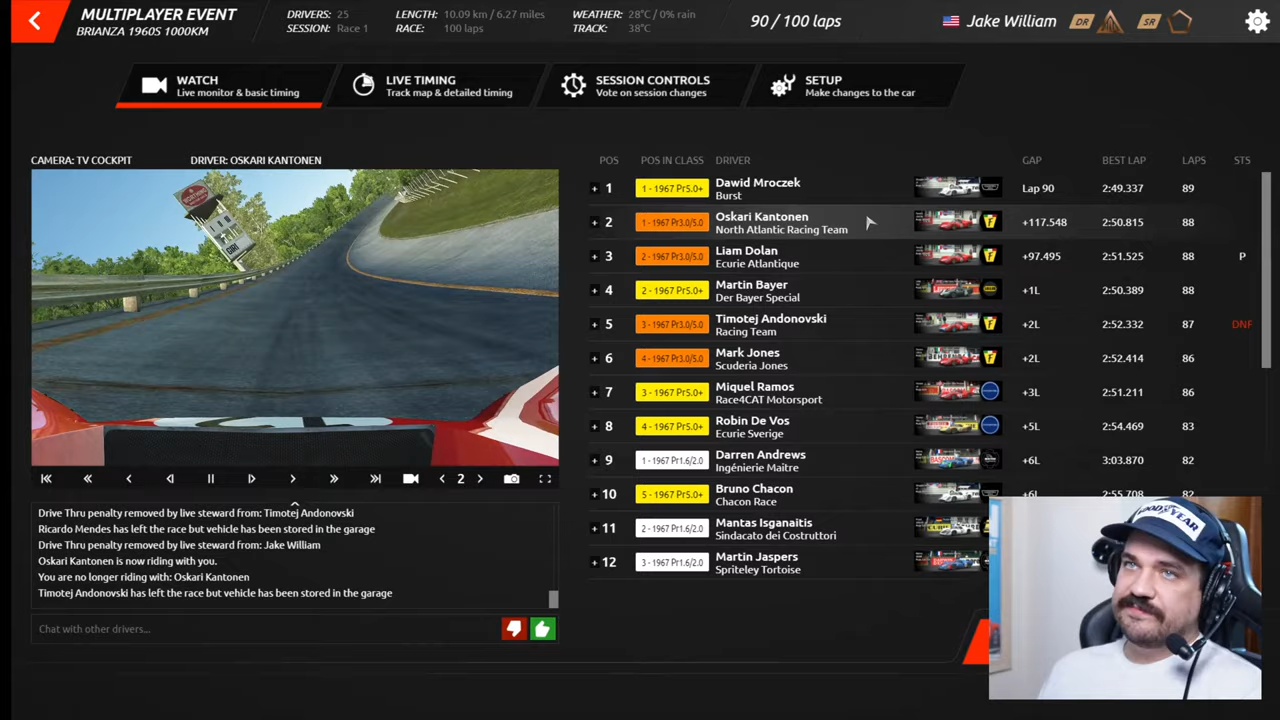 MULTIPLAYER EVENT
BRIANZA 1960S 1000KM
DRIVERS: 25
SESSION: Race 1
LENGTH: 10.09 km / 6.27 miles
RACE: 100 laps
WEATHER: 28°C / 0% rain
TRACK: 38°C
90 / 100 laps
Jake William
DR
SR
WATCH
Live monitor & basic timing
LIVE TIMING
Track map & detailed timing
SESSION CONTROLS
Vote on session changes
SETUP
Make changes to the car
CAMERA: TV COCKPIT DRIVER: OSKARI KANTONEN
POS POS IN CLASS DRIVER GAP BEST LAP LAPS STS
+ 1 1 - 1967 Pr5.0+ Dawid Mroczek Lap 90 2:49.337 89
Burst
+ 2 1 - 1967 Pr3.0/5.0 Oskari Kantonen +117.548 2:50.815 88
North Atlantic Racing Team
+ 3 2 - 1967 Pr3.0/5.0 Liam Dolan +97.495 2:51.525 88 P
Ecurie Atlantique
+ 4 2 - 1967 Pr5.0+ Martin Bayer +1L 2:50.389 88
Der Bayer Special
+ 5 3 - 1967 Pr3.0/5.0 Timotej Andonovski +2L 2:52.332 87 DNF
Racing Team
+ 6 4 - 1967 Pr3.0/5.0 Mark Jones +2L 2:52.414 86
Scuderia Jones
+ 7 3 - 1967 Pr5.0+ Miquel Ramos +3L 2:51.211 86
Race4CAT Motorsport
+ 8 4 - 1967 Pr5.0+ Robin De Vos +5L 2:54.469 83
Ecurie Sverige
+ 9 1 - 1967 Pr1.6/2.0 Darren Andrews +6L 3:03.870 82
Ingénierie Maitre
+ 10 5 - 1967 Pr5.0+ Bruno Chacon +6L 2:55.708 82
Chacon Race
+ 11 2 - 1967 Pr1.6/2.0 Mantas Isganaitis
Sindacato dei Costruttori
+ 12 3 - 1967 Pr1.6/2.0 Martin Jaspers
Spriteley Tortoise
2
Drive Thru penalty removed by live steward from: Timotej Andonovski
Ricardo Mendes has left the race but vehicle has been stored in the garage
Drive Thru penalty removed by live steward from: Jake William
Oskari Kantonen is now riding with you.
You are no longer riding with: Oskari Kantonen
Timotej Andonovski has left the race but vehicle has been stored in the garage
Chat with other drivers...
GOOD YEAR